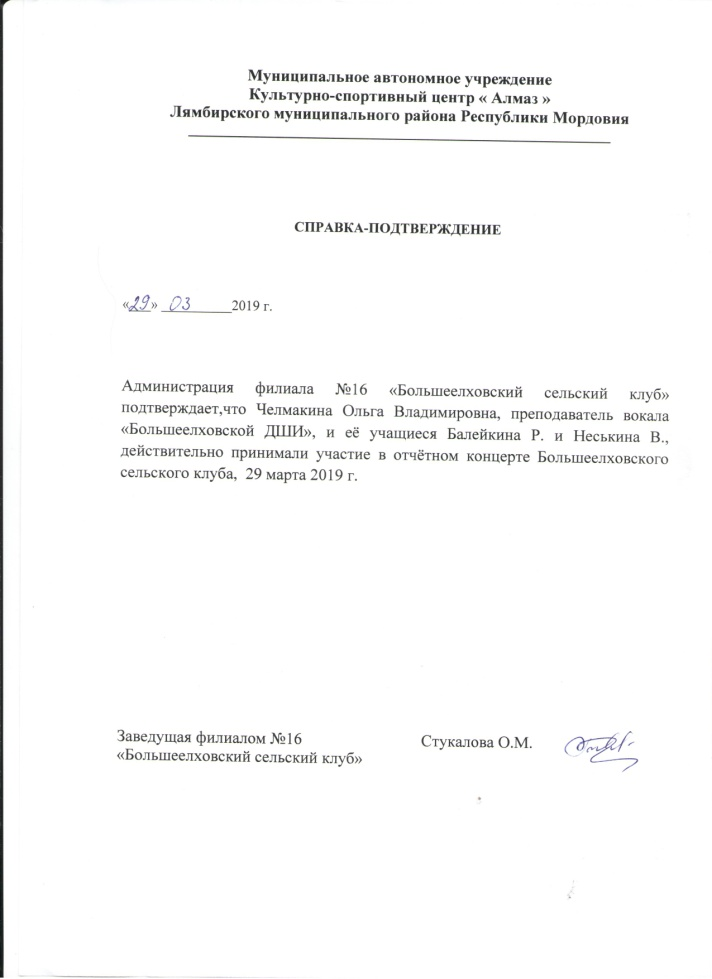 Муниципальное автономное учреждение
Культурно-спортивный центр « Алмаз »
Лямбирского муниципального района Республики Мордовия
СПРАВКА-ПОДТВЕРЖДЕНИЕ
«29» 03 2019 г.
Администрация филиала №16 «Большеелховский сельский клуб»
подтверждает,что Челмакина Ольга Владимировна, преподаватель вокала
«Большеелховской ДШИ», и её учащиеся Балейкина Р. и Неськина В.,
действительно принимали участие в отчётном концерте Большеелховского
сельского клуба, 29 марта 2019 г.
Заведущая филиалом №16 Стукалова О.М.
«Большеелховский сельский клуб»